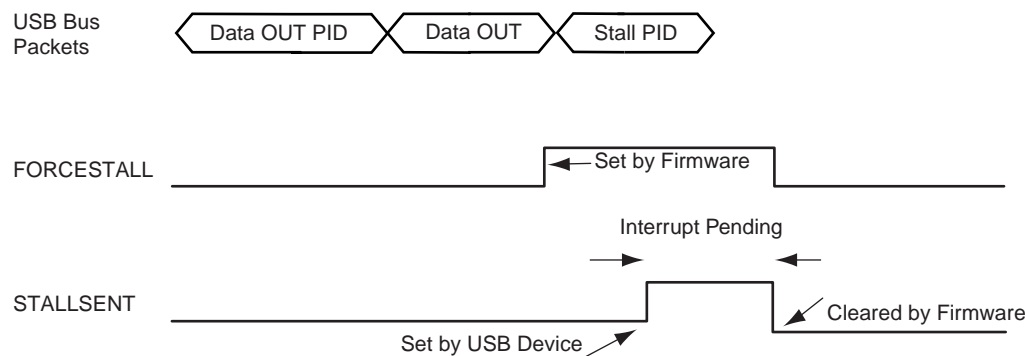 USB Bus
Packets
Data OUT PID
Data OUT
Stall PID
FORCESTALL
Set by Firmware
Interrupt Pending
STALLSENT
Cleared by Firmware
Set by USB Device